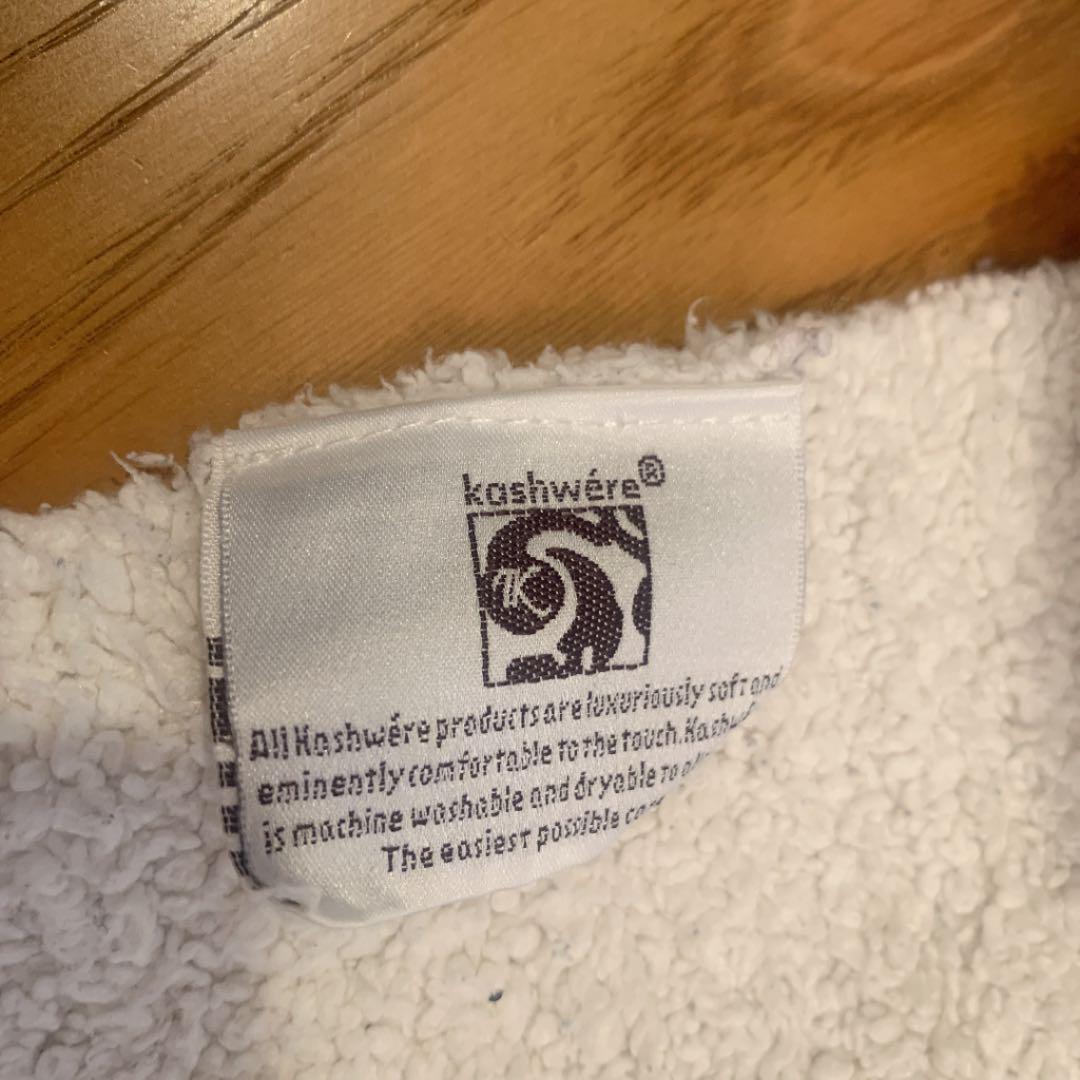 kashwére®
K
All Kashwére products are luxuriously soft and
eminently comfortable to the touch.
is machine washable and dryable to
The easiest possible